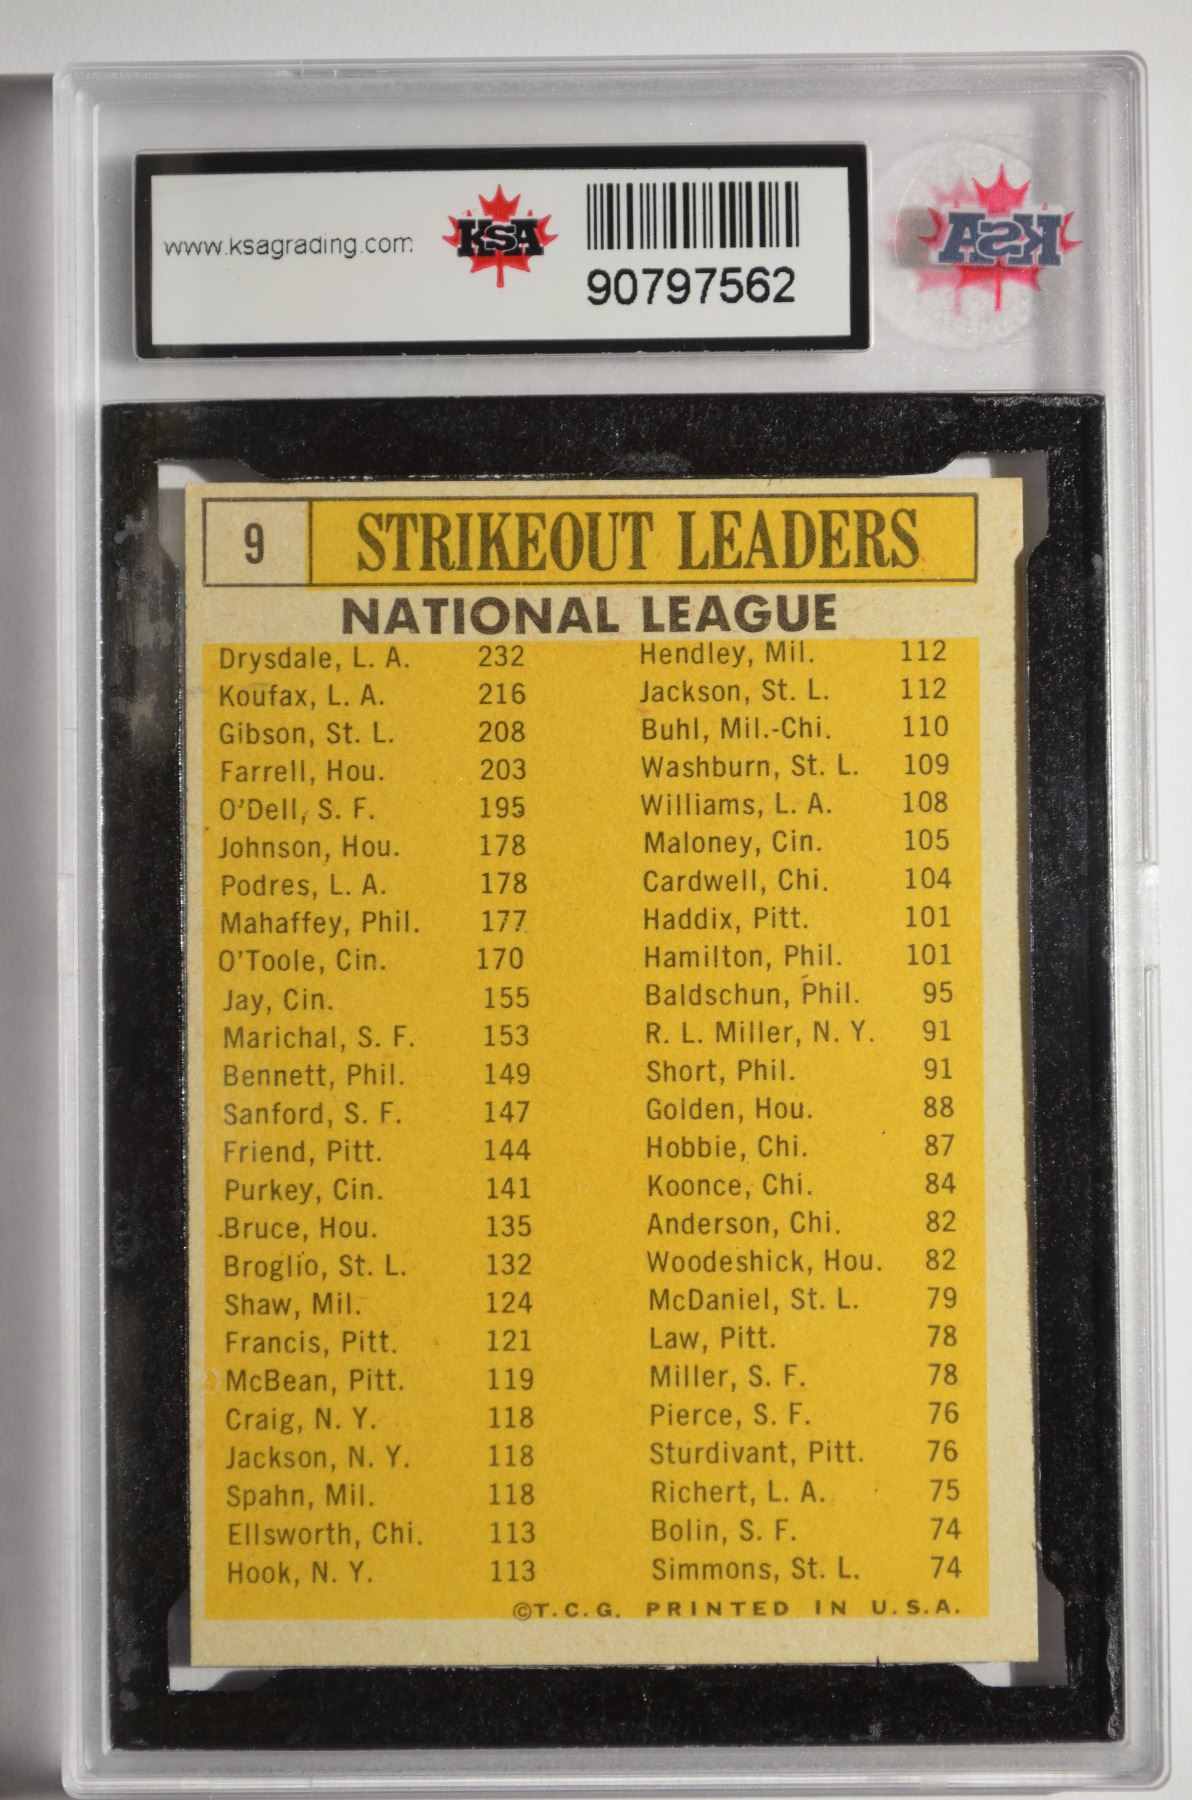 www.ksagrading.com
KSA
90797562
KSA
9 STRIKEOUT LEADERS
NATIONAL LEAGUE
Drysdale, L. A. 232
Koufax, L. A. 216
Gibson, St. L. 208
Farrell, Hou. 203
O'Dell, S. F. 195
Johnson, Hou. 178
Podres, L. A. 178
Mahaffey, Phil. 177
O'Toole, Cin. 170
Jay, Cin. 155
Marichal, S. F. 153
Bennett, Phil. 149
Sanford, S. F. 147
Friend, Pitt. 144
Purkey, Cin. 141
Bruce, Hou. 135
Broglio, St. L. 132
Shaw, Mil. 124
Francis, Pitt. 121
McBean, Pitt. 119
Craig, N. Y. 118
Jackson, N. Y. 118
Spahn, Mil. 118
Ellsworth, Chi. 113
Hook, N. Y. 113
Hendley, Mil. 112
Jackson, St. L. 112
Buhl, Mil.-Chi. 110
Washburn, St. L. 109
Williams, L. A. 108
Maloney, Cin. 105
Cardwell, Chi. 104
Haddix, Pitt. 101
Hamilton, Phil. 101
Baldschun, Phil. 95
R. L. Miller, N. Y. 91
Short, Phil. 91
Golden, Hou. 88
Hobbie, Chi. 87
Koonce, Chi. 84
Anderson, Chi. 82
Woodeshick, Hou. 82
McDaniel, St. L. 79
Law, Pitt. 78
Miller, S. F. 78
Pierce, S. F. 76
Sturdivant, Pitt. 76
Richert, L. A. 75
Bolin, S. F. 74
Simmons, St. L. 74
©T.C.G. PRINTED IN U.S.A.